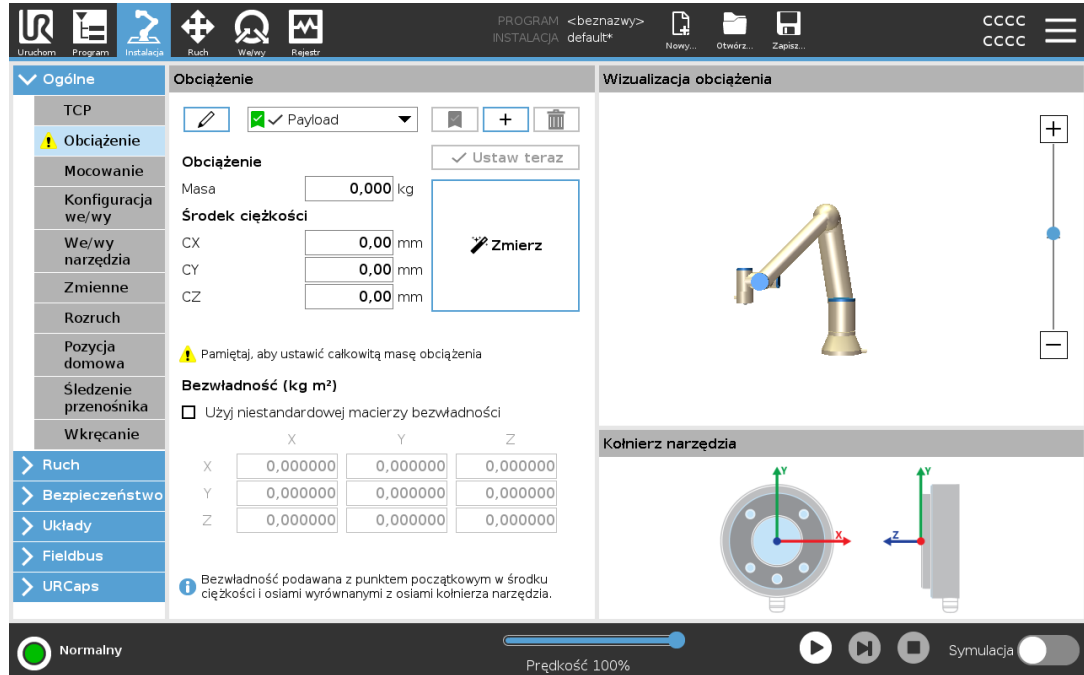 PROGRAM <beznazwy>
INSTALACJA default*
CCCC
CCCC
Uruchom Program Instalacja Ruch We/wy Rejestr Nowy... Otwórz... Zapisz...
Ogólne
TCP
Obciążenie
Mocowanie
Konfiguracja
we/wy
We/wy
narzędzia
Zmienne
Rozruch
Pozycja
domowa
Śledzenie
przenośnika
Wkręcanie
Ruch
Bezpieczeństwo
Układy
Fieldbus
URCaps
Obciążenie
Payload
Ustaw teraz
Obciążenie
Masa 0,000 kg
Środek ciężkości
CX 0,00 mm
CY 0,00 mm
CZ 0,00 mm
Zmierz
Pamiętaj, aby ustawić całkowitą masę obciążenia
Bezwładność (kg m²)
Użyj niestandardowej macierzy bezwładności
X Y Z
X 0,000000 0,000000 0,000000
Y 0,000000 0,000000 0,000000
Z 0,000000 0,000000 0,000000
Bezwładność podawana z punktem początkowym w środku
ciężkości i osiami wyrównanymi z osiami kołnierza narzędzia.
Wizualizacja obciążenia
Kołnierz narzędzia
Y
X
Y
Z
Normalny
Prędkość 100%
Symulacja